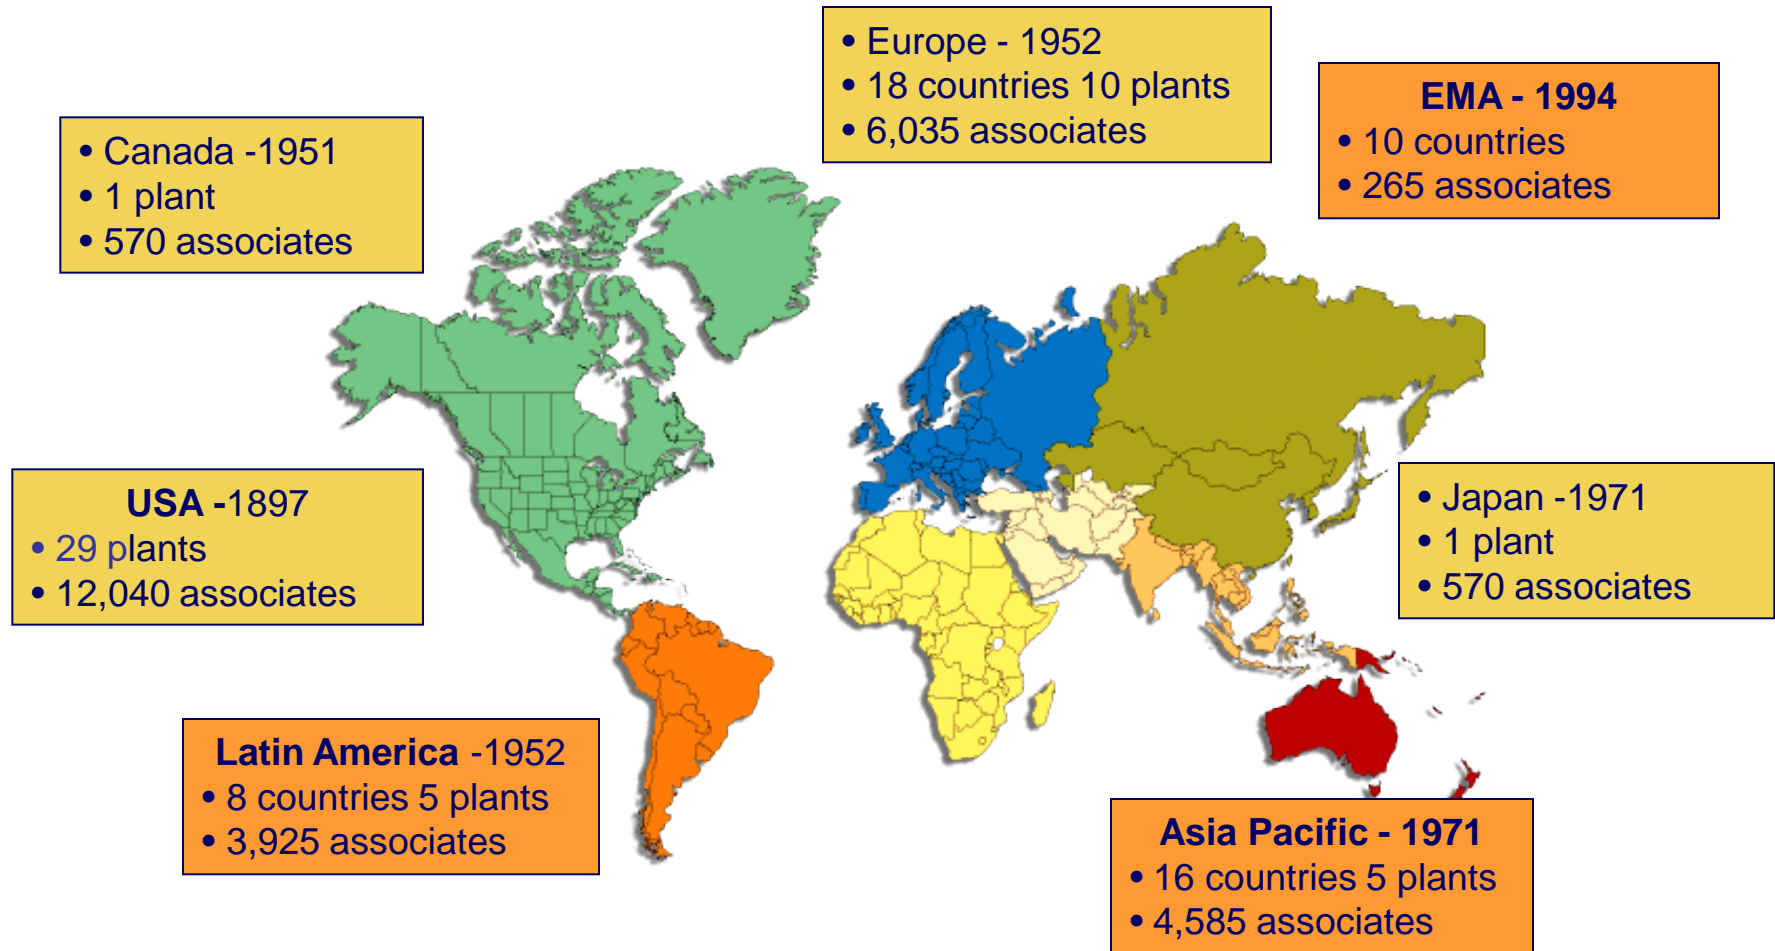 • Europe - 1952
• 18 countries 10 plants
• 6,035 associates
EMA - 1994
• 10 countries
• 265 associates
• Canada -1951
• 1 plant
• 570 associates
USA -1897
• 29 plants
• 12,040 associates
• Japan -1971
• 1 plant
• 570 associates
Latin America -1952
• 8 countries 5 plants
• 3,925 associates
Asia Pacific - 1971
• 16 countries 5 plants
• 4,585 associates